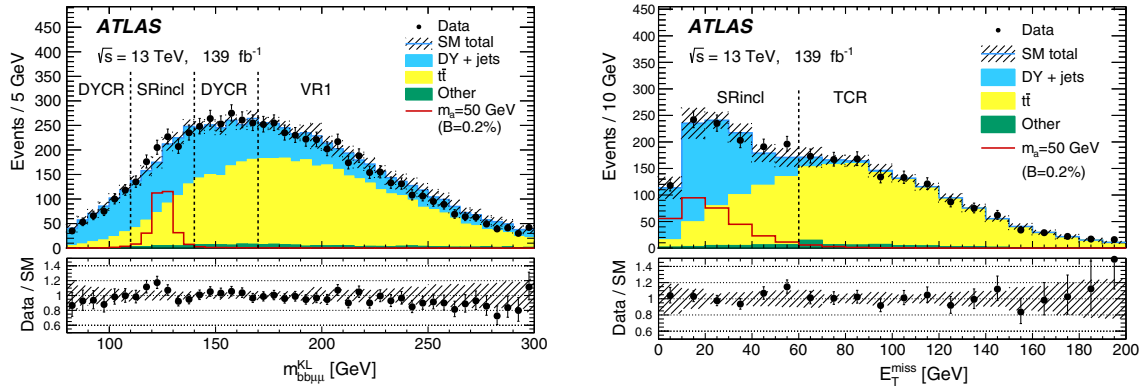 ATLAS
√s = 13 TeV, 139 fb-1
DYCR SRincl DYCR VR1
Data
SM total
DY + jets
tt̄
Other
ma=50 GeV
(B=0.2%)
Events / 5 GeV
500
450
400
350
300
250
200
150
100
50
0
Data / SM
1.4
1.2
1
0.8
0.6
100 150 200 250 300
mKLbbμμ [GeV]
ATLAS
√s = 13 TeV, 139 fb-1
SRincl TCR
Data
SM total
DY + jets
tt̄
Other
ma=50 GeV
(B=0.2%)
Events / 10 GeV
450
400
350
300
250
200
150
100
50
0
Data / SM
1.4
1.2
1
0.8
0.6
0 20 40 60 80 100 120 140 160 180 200
ETmiss [GeV]